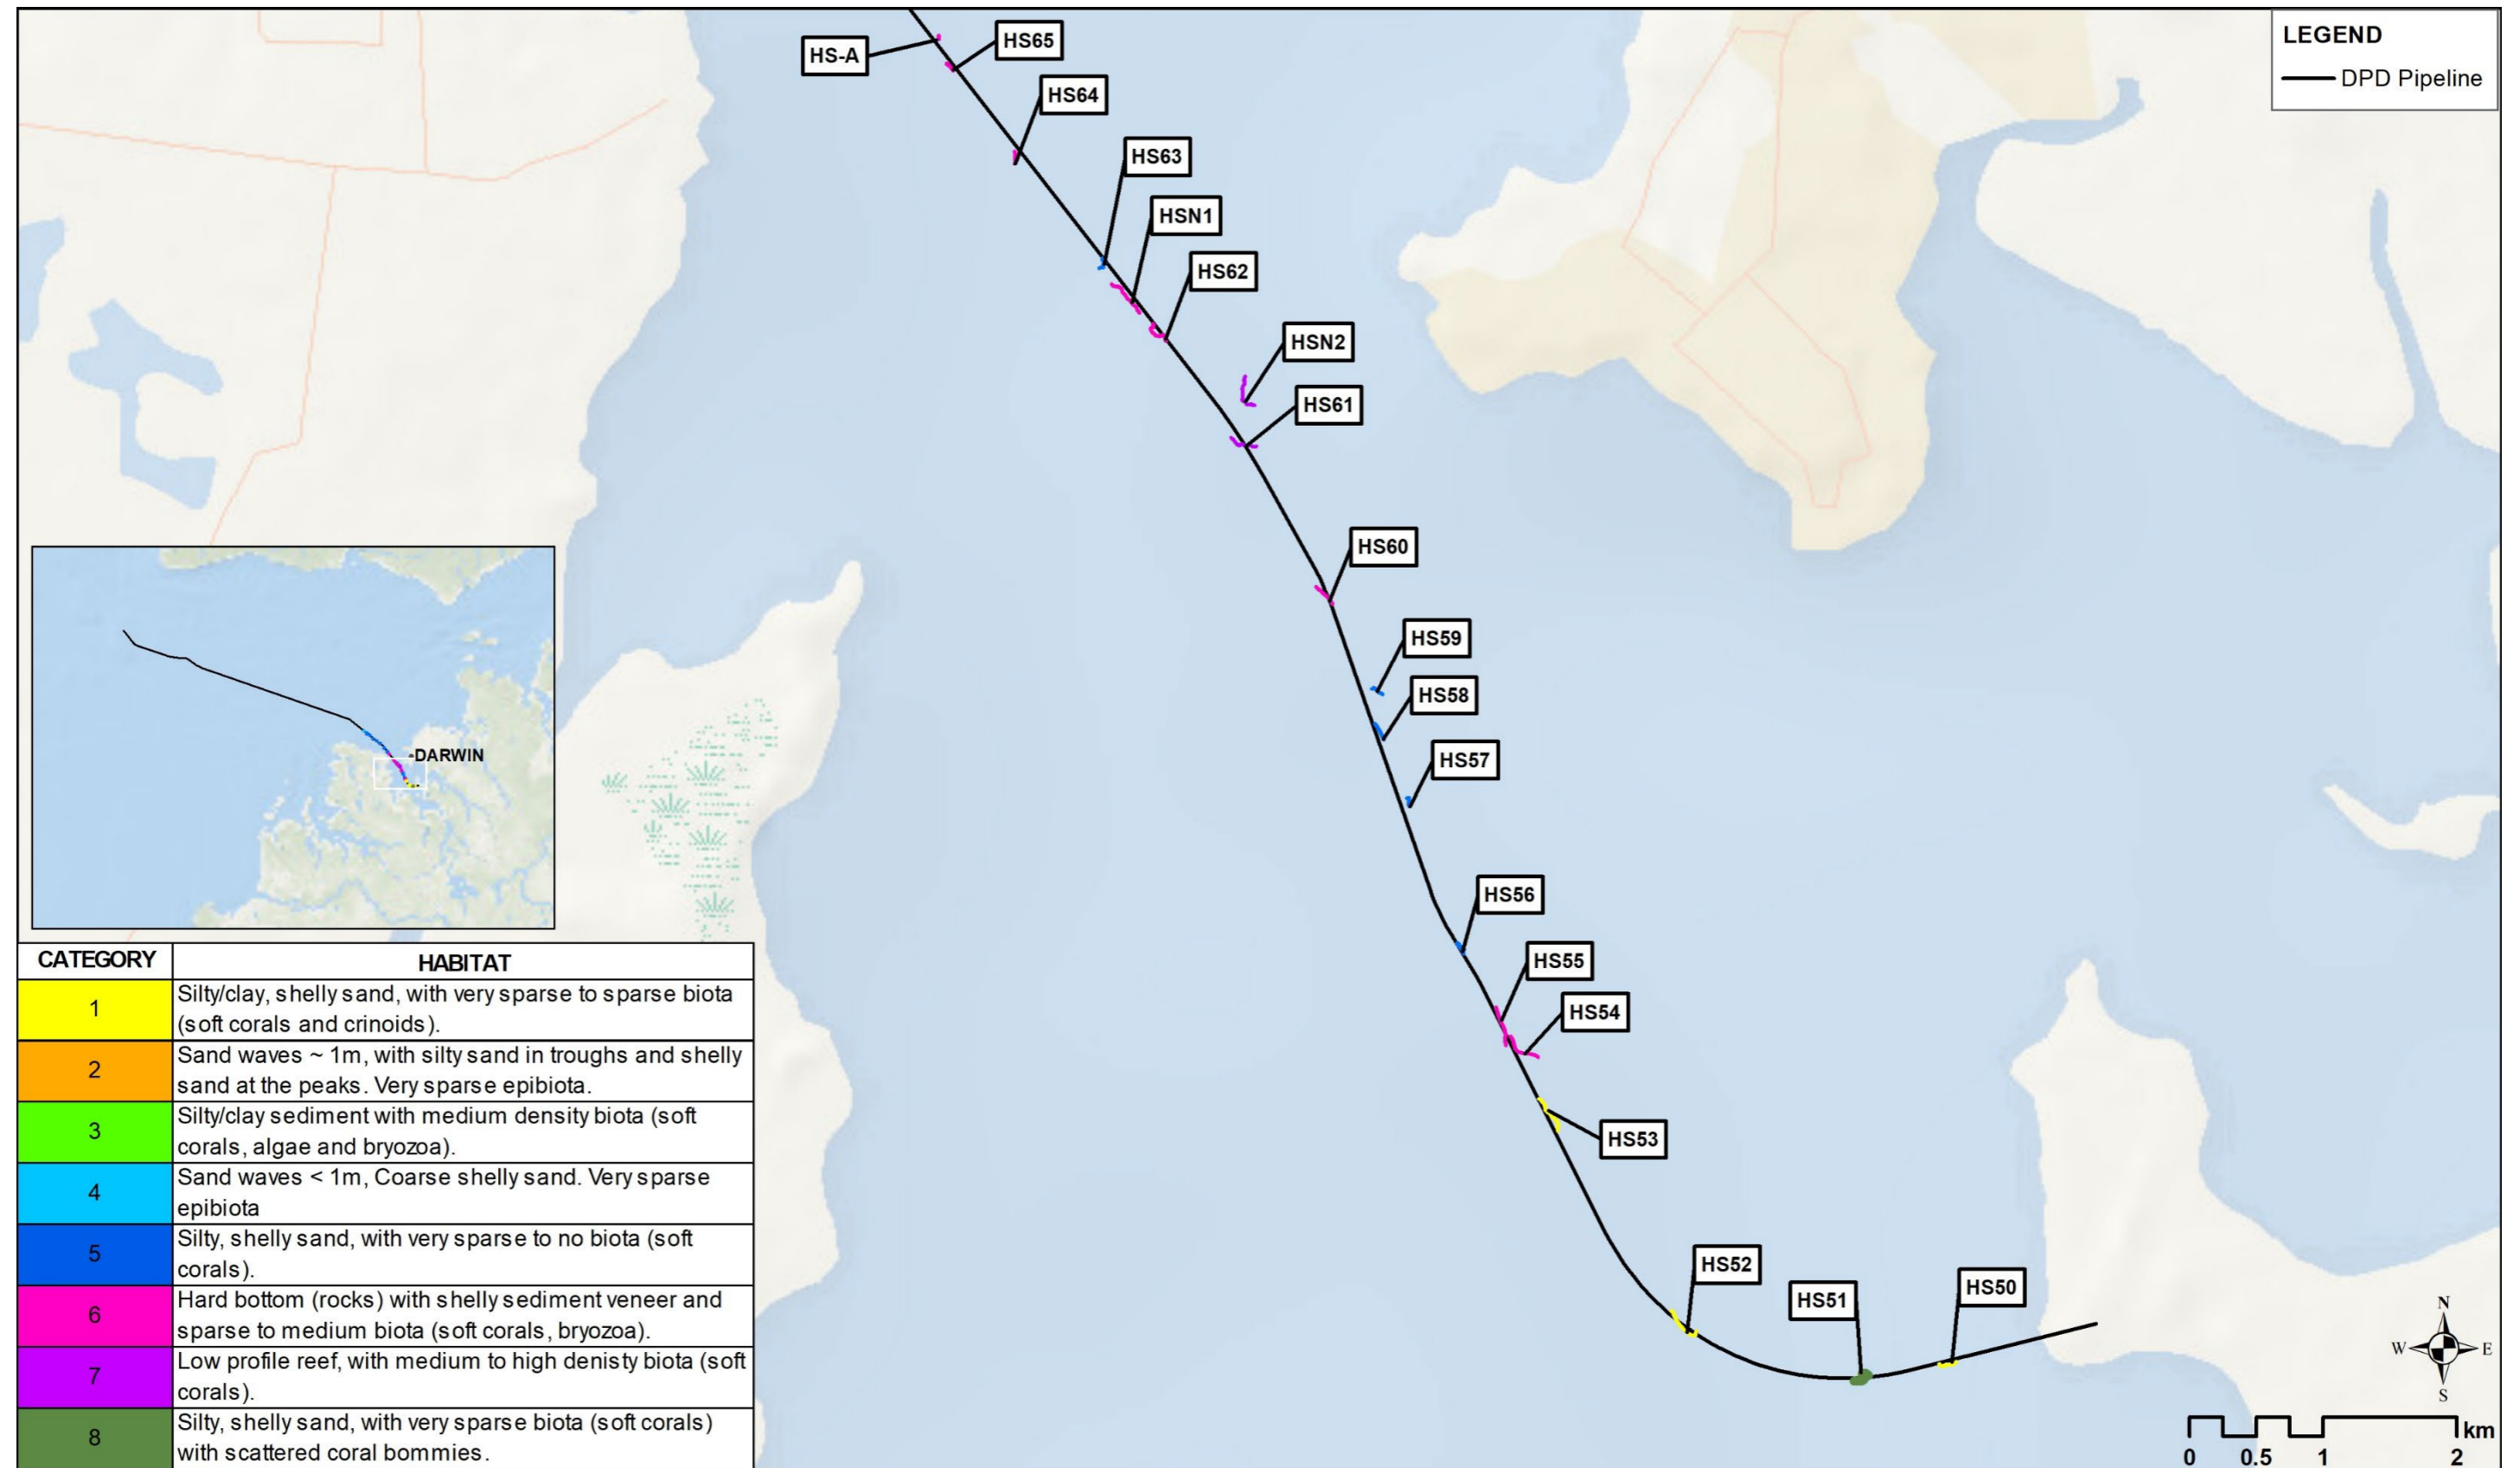 LEGEND
DPD Pipeline
HS-A
HS65
HS64
HS63
HSN1
HS62
HSN2
HS61
HS60
HS59
HS58
HS57
HS56
HS55
HS54
HS53
HS52
HS51
HS50
DARWIN
CATEGORY HABITAT
1 Silty/clay, shelly sand, with very sparse to sparse biota
(soft corals and crinoids).
2 Sand waves ~ 1m, with silty sand in troughs and shelly
sand at the peaks. Very sparse epibiota.
3 Silty/clay sediment with medium density biota (soft
corals, algae and bryozoa).
4 Sand waves < 1m, Coarse shelly sand. Very sparse
epibiota
5 Silty, shelly sand, with very sparse to no biota (soft
corals).
6 Hard bottom (rocks) with shelly sediment veneer and
sparse to medium biota (soft corals, bryozoa).
7 Low profile reef, with medium to high denisty biota (soft
corals).
8 Silty, shelly sand, with very sparse biota (soft corals)
with scattered coral bommies.
N
W E
S
km
0 0.5 1 2